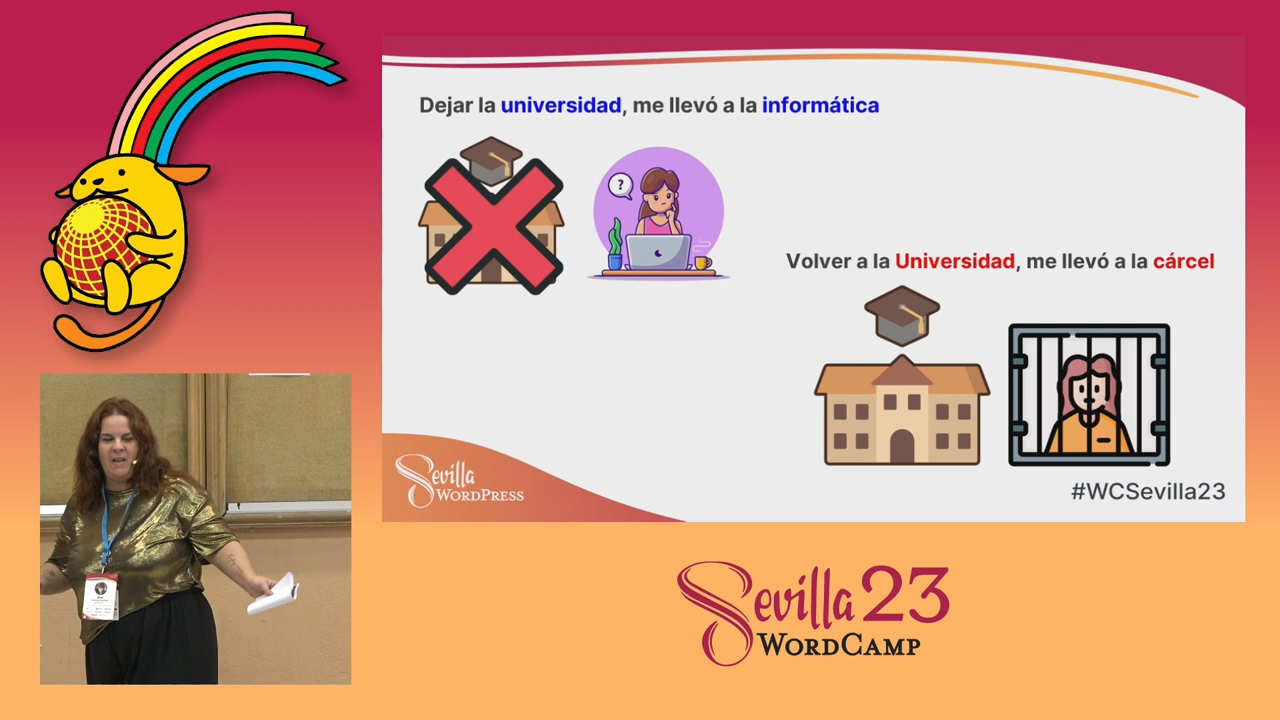 Dejar la universidad, me llevó a la informática
?
Volver a la Universidad, me llevó a la cárcel
Sevilla
WORDPRESS
#WCSevilla23
Sevilla 23
WORDCAMP